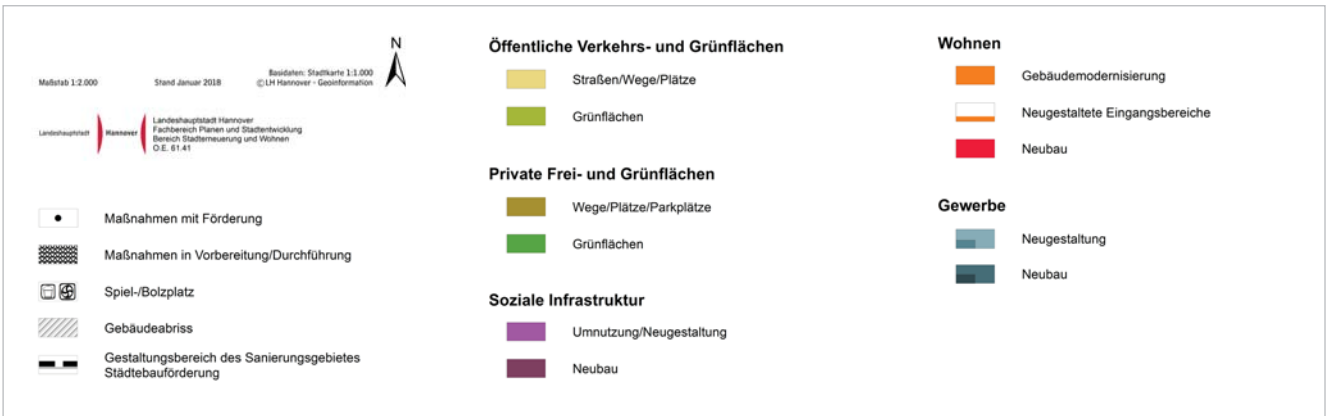 N
Maßstab 1:2.000
Stand Januar 2018
Basisdaten: Stadtkarte 1:1.000
© LH Hannover - Geoinformation
Landeshauptstadt
Hannover
Landeshauptstadt Hannover
Fachbereich Planen und Stadtentwicklung
Bereich Stadterneuerung und Wohnen
O.E. 61.41
Maßnahmen mit Förderung
Maßnahmen in Vorbereitung/Durchführung
Spiel-/Bolzplatz
Gebäudeabriss
Gestaltungsbereich des Sanierungsgebietes
Städtebauförderung
Öffentliche Verkehrs- und Grünflächen
Straßen/Wege/Plätze
Grünflächen
Private Frei- und Grünflächen
Wege/Plätze/Parkplätze
Grünflächen
Soziale Infrastruktur
Umnutzung/Neugestaltung
Neubau
Wohnen
Gebäudemodernisierung
Neugestaltete Eingangsbereiche
Neubau
Gewerbe
Neugestaltung
Neubau